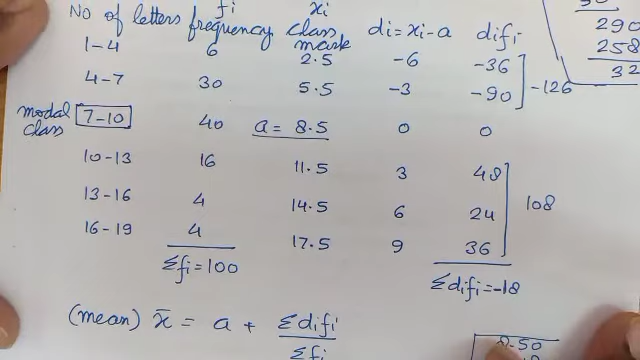 No of letters frequency fi class mark xi di = xi - a difi
1-4 6 2.5 -6 -36
4-7 30 5.5 -3 -90 -126
modal class 7-10 40 a = 8.5 0 0
10-13 16 11.5 3 48
13-16 4 14.5 6 24 108
16-19 4 17.5 9 36
Σfi = 100 Σdifi = -18
(mean) x̄ = a + Σdifi / Σfi
290
258
32